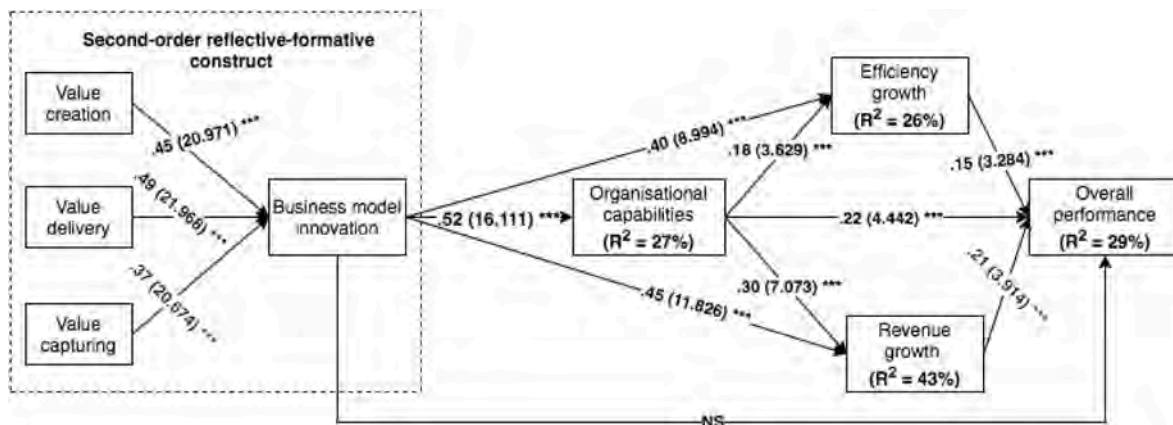 Second-order reflective-formative
construct
Value
creation
.45 (20.971) ***
Value
delivery
.49 (21.968) ***
Value
capturing
.37 (20.674) ***
Business model
innovation
.40 (8.994) ***
.52 (16,111) ***
.45 (11.826) ***
Organisational
capabilities
(R² = 27%)
.18 (3.629) ***
.22 (4.442) ***
.30 (7.073) ***
Efficiency
growth
(R² = 26%)
.15 (3.284) ***
Revenue
growth
(R² = 43%)
.21 (3.914) ***
Overall
performance
(R² = 29%)
NS